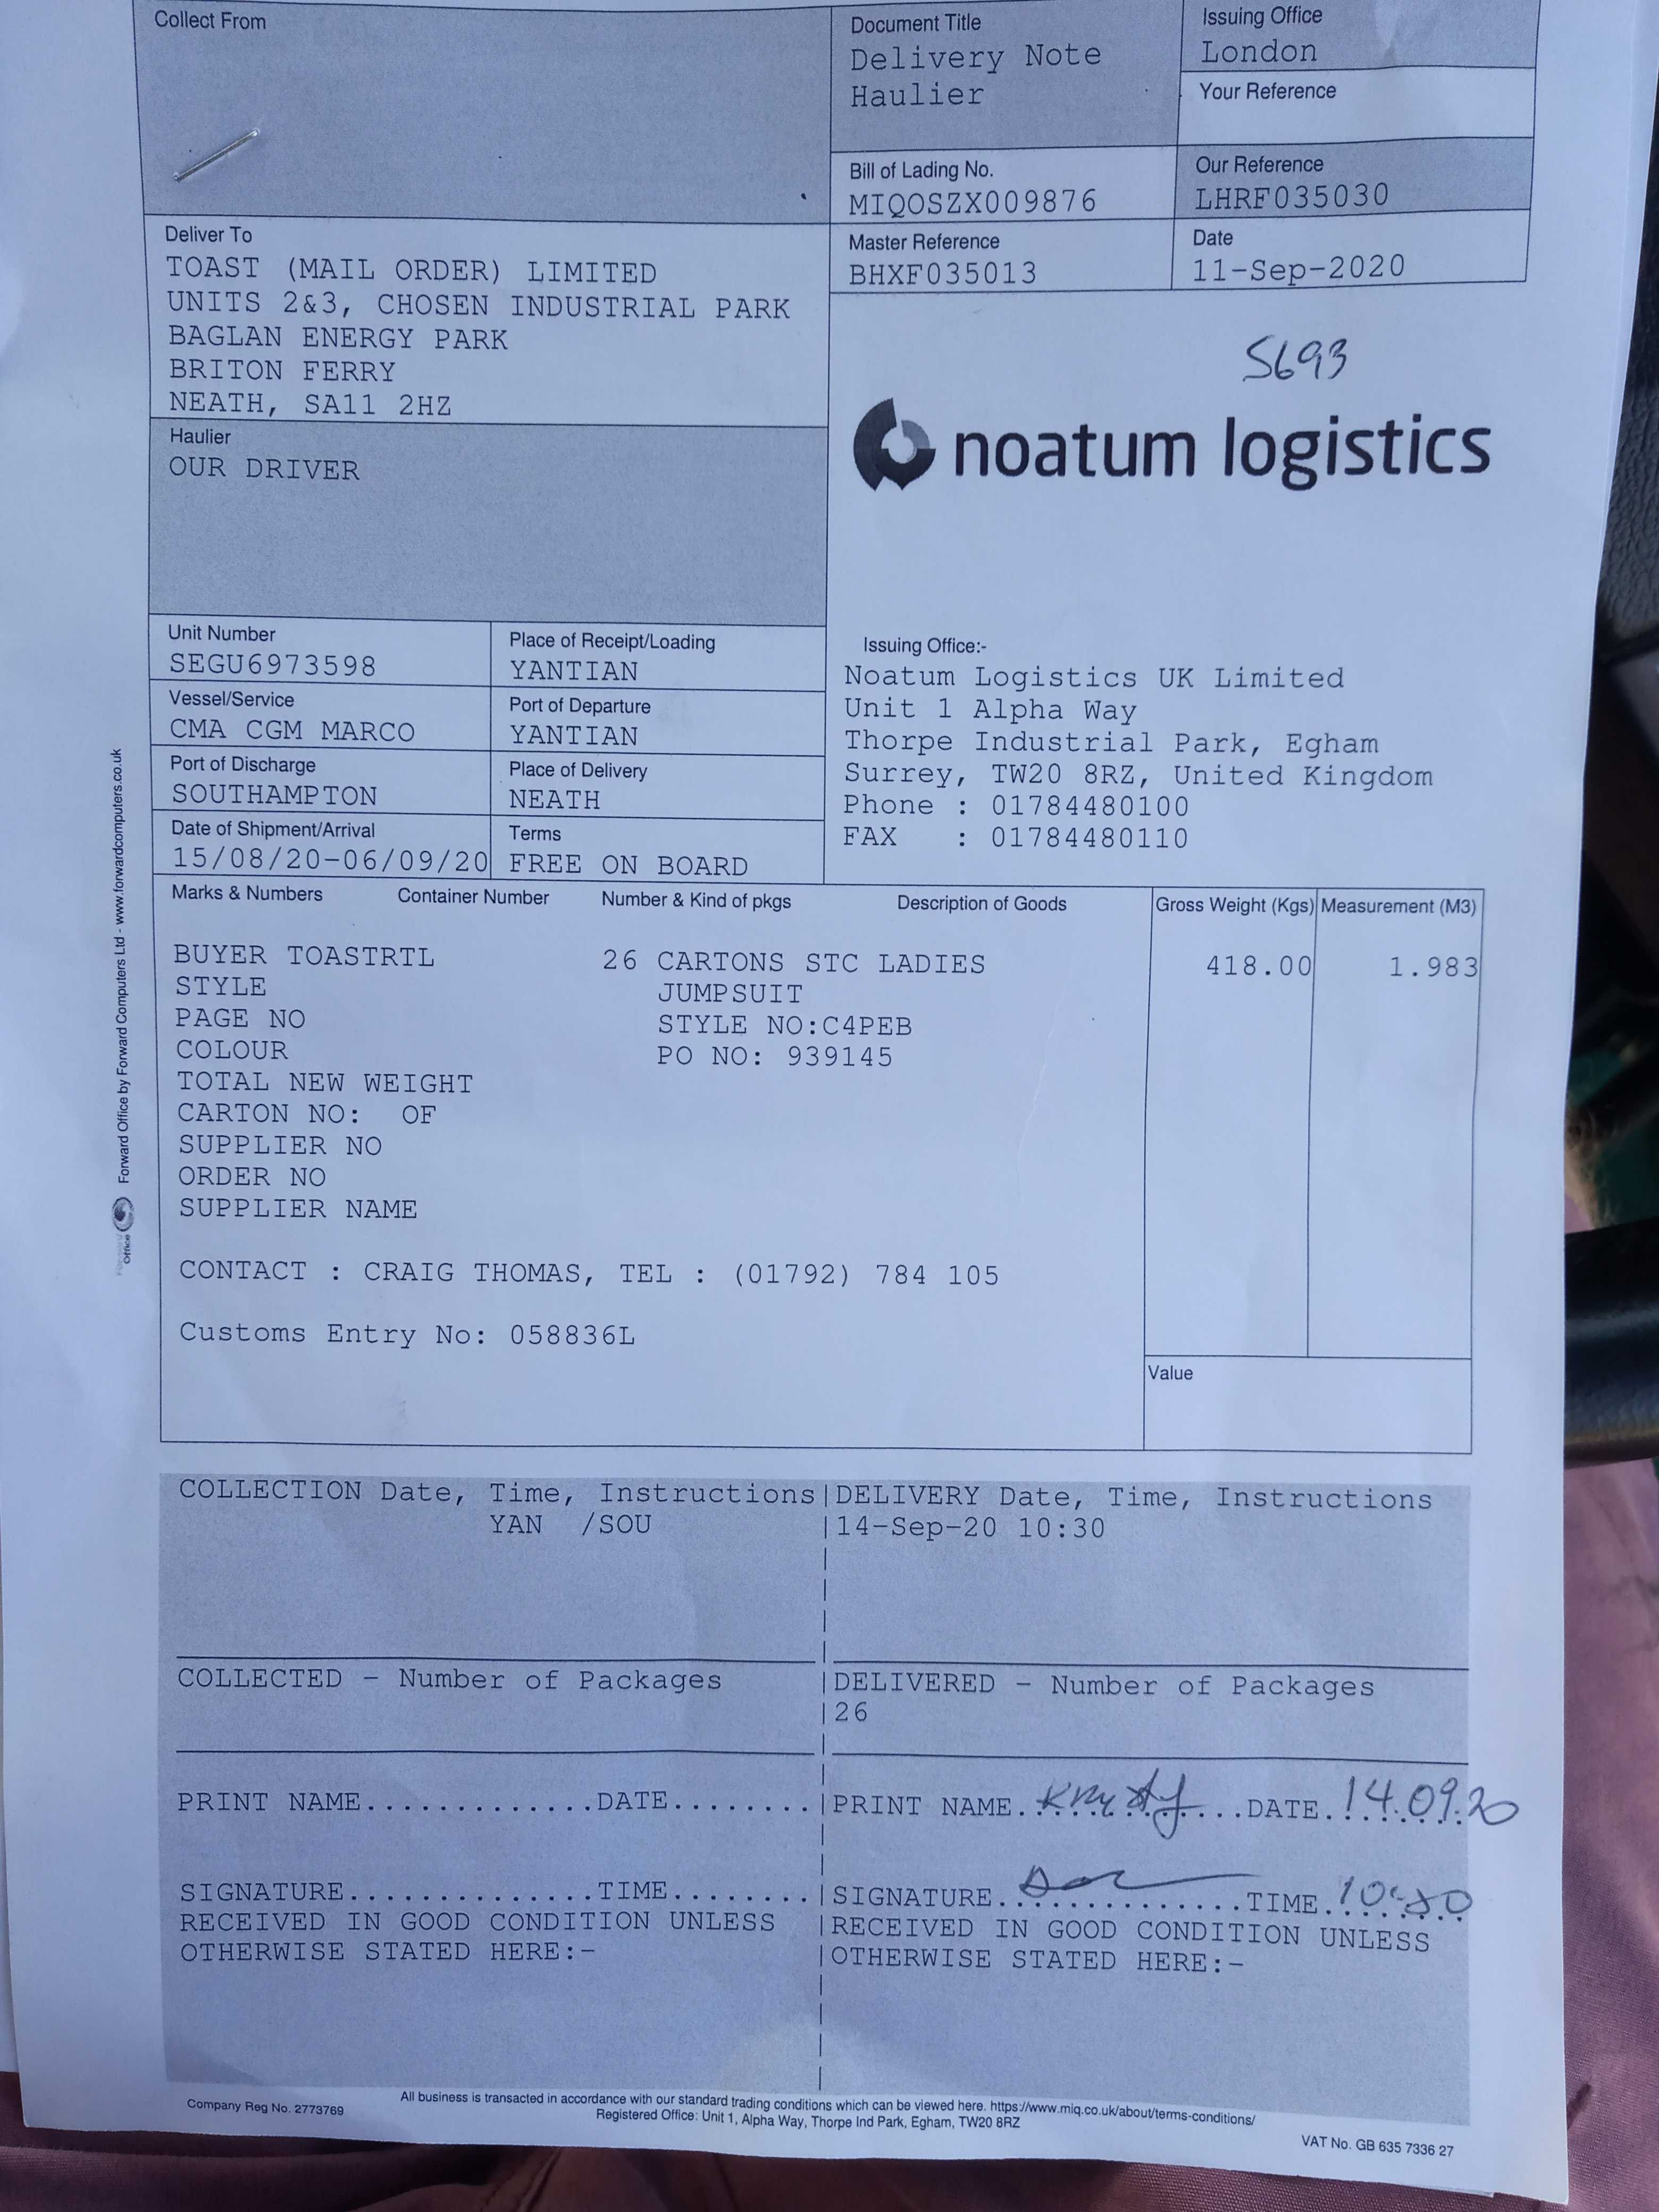 Collect From
Document Title
Delivery Note
Haulier
Issuing Office
London
Your Reference
Bill of Lading No.
MIQOSZX009876
Our Reference
LHRF035030
Deliver To
TOAST (MAIL ORDER) LIMITED
UNITS 2&3, CHOSEN INDUSTRIAL PARK
BAGLAN ENERGY PARK
BRITON FERRY
NEATH, SA11 2HZ
Master Reference
BHXF035013
Date
11-Sep-2020
5693
noatum logistics
Haulier
OUR DRIVER
Unit Number
SEGU6973598
Place of Receipt/Loading
YANTIAN
Vessel/Service
CMA CGM MARCO
Port of Departure
YANTIAN
Port of Discharge
SOUTHAMPTON
Place of Delivery
NEATH
Date of Shipment/Arrival
15/08/20-06/09/20
Terms
FREE ON BOARD
Issuing Office:-
Noatum Logistics UK Limited
Unit 1 Alpha Way
Thorpe Industrial Park, Egham
Surrey, TW20 8RZ, United Kingdom
Phone : 01784480100
FAX : 01784480110
Marks & Numbers Container Number Number & Kind of pkgs Description of Goods Gross Weight (Kgs) Measurement (M3)
BUYER TOASTRTL 26 CARTONS STC LADIES 418.00 1.983
STYLE JUMPSUIT
PAGE NO STYLE NO:C4PEB
COLOUR PO NO: 939145
TOTAL NEW WEIGHT
CARTON NO: OF
SUPPLIER NO
ORDER NO
SUPPLIER NAME
CONTACT : CRAIG THOMAS, TEL : (01792) 784 105
Customs Entry No: 058836L
Value
Forward Office by Forward Computers Ltd - www.forwardcomputers.co.uk
Office
COLLECTION Date, Time, Instructions|DELIVERY Date, Time, Instructions
YAN /SOU |14-Sep-20 10:30
COLLECTED - Number of Packages |DELIVERED - Number of Packages
|26
PRINT NAME.............DATE........|PRINT NAME. ...DATE.14.09.20
SIGNATURE..............TIME........|SIGNATURE...............TIME.
RECEIVED IN GOOD CONDITION UNLESS |RECEIVED IN GOOD CONDITION UNLESS
OTHERWISE STATED HERE:- |OTHERWISE STATED HERE:-
Company Reg No. 2773769
All business is transacted in accordance with our standard trading conditions which can be viewed here. https://www.miq.co.uk/about/terms-conditions/
Registered Office: Unit 1, Alpha Way, Thorpe Ind Park, Egham, TW20 8RZ
VAT No. GB 635 7336 27